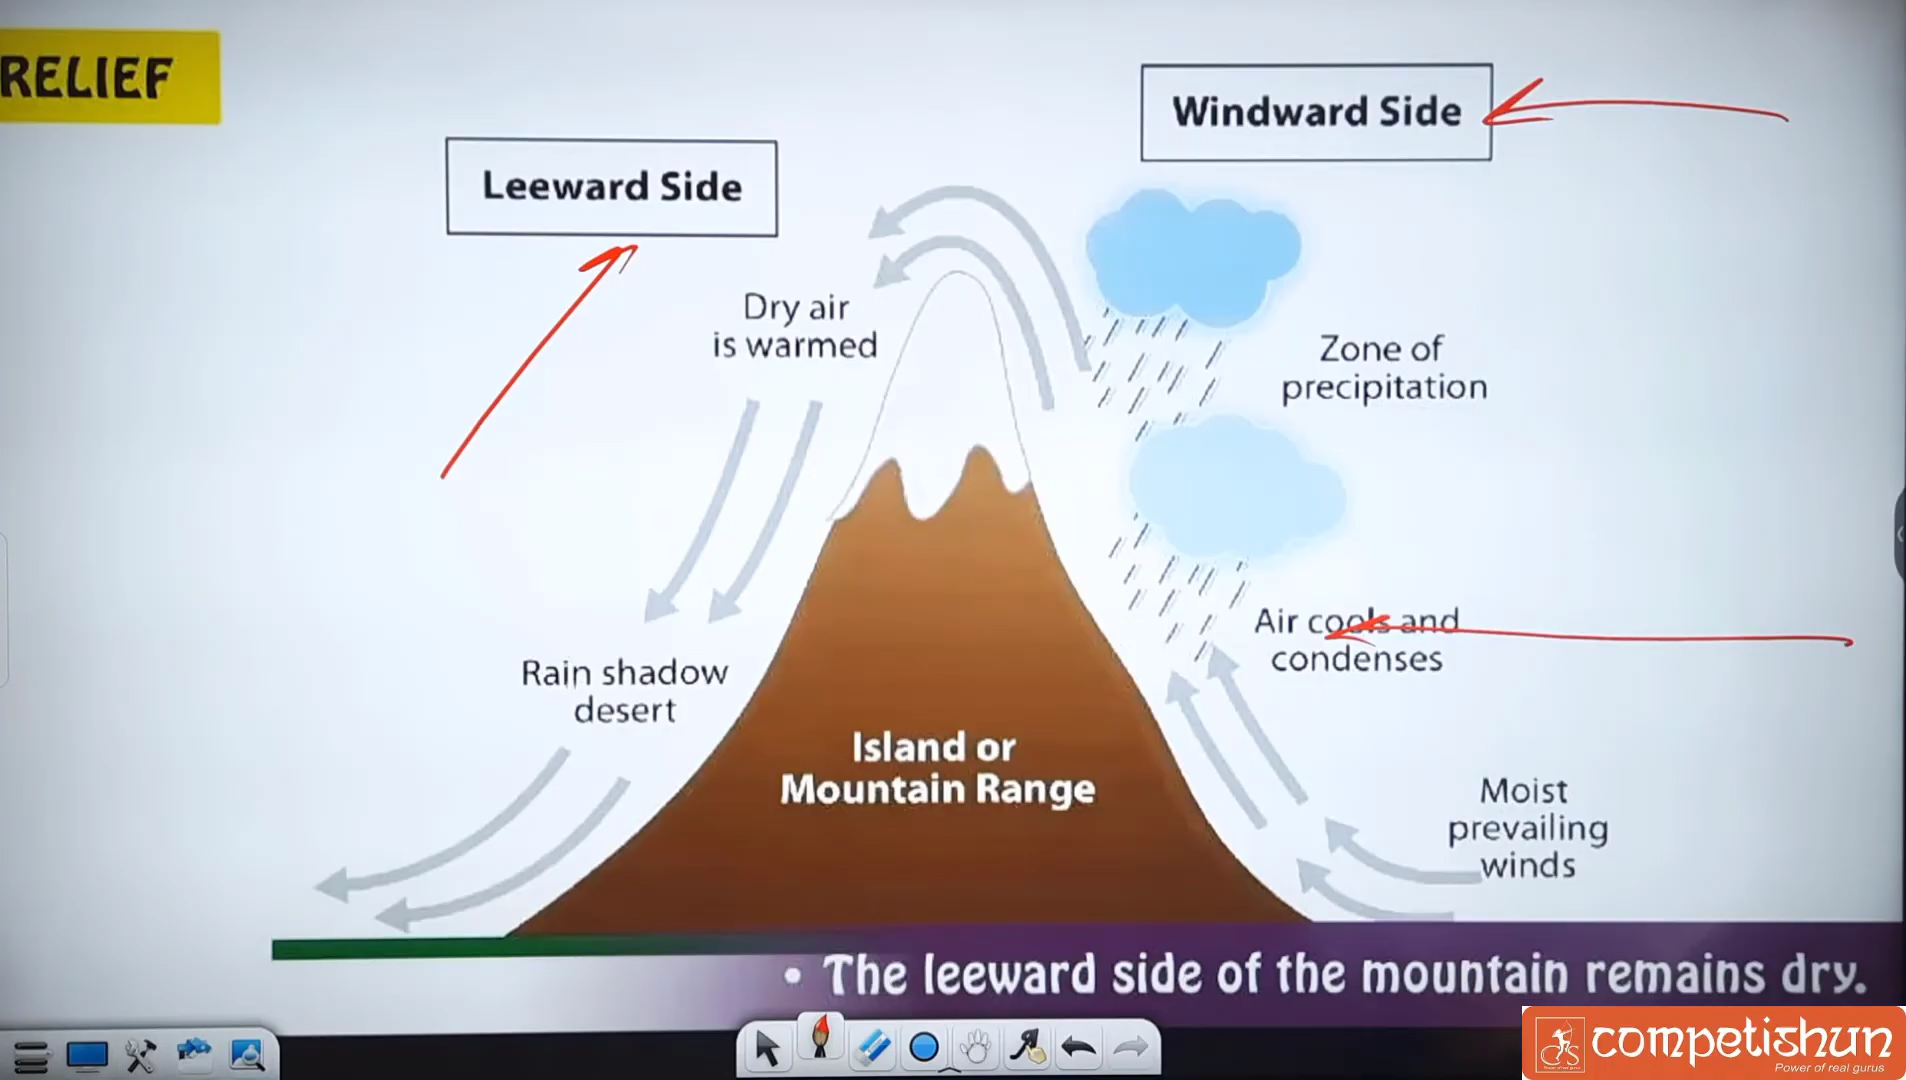 RELIEF
Windward Side
Leeward Side
Dry air
is warmed
Zone of
precipitation
Air cools and
condenses
Rain shadow
desert
Island or
Mountain Range
Moist
prevailing
winds
• The leeward side of the mountain remains dry.
competishun
Power of real gurus